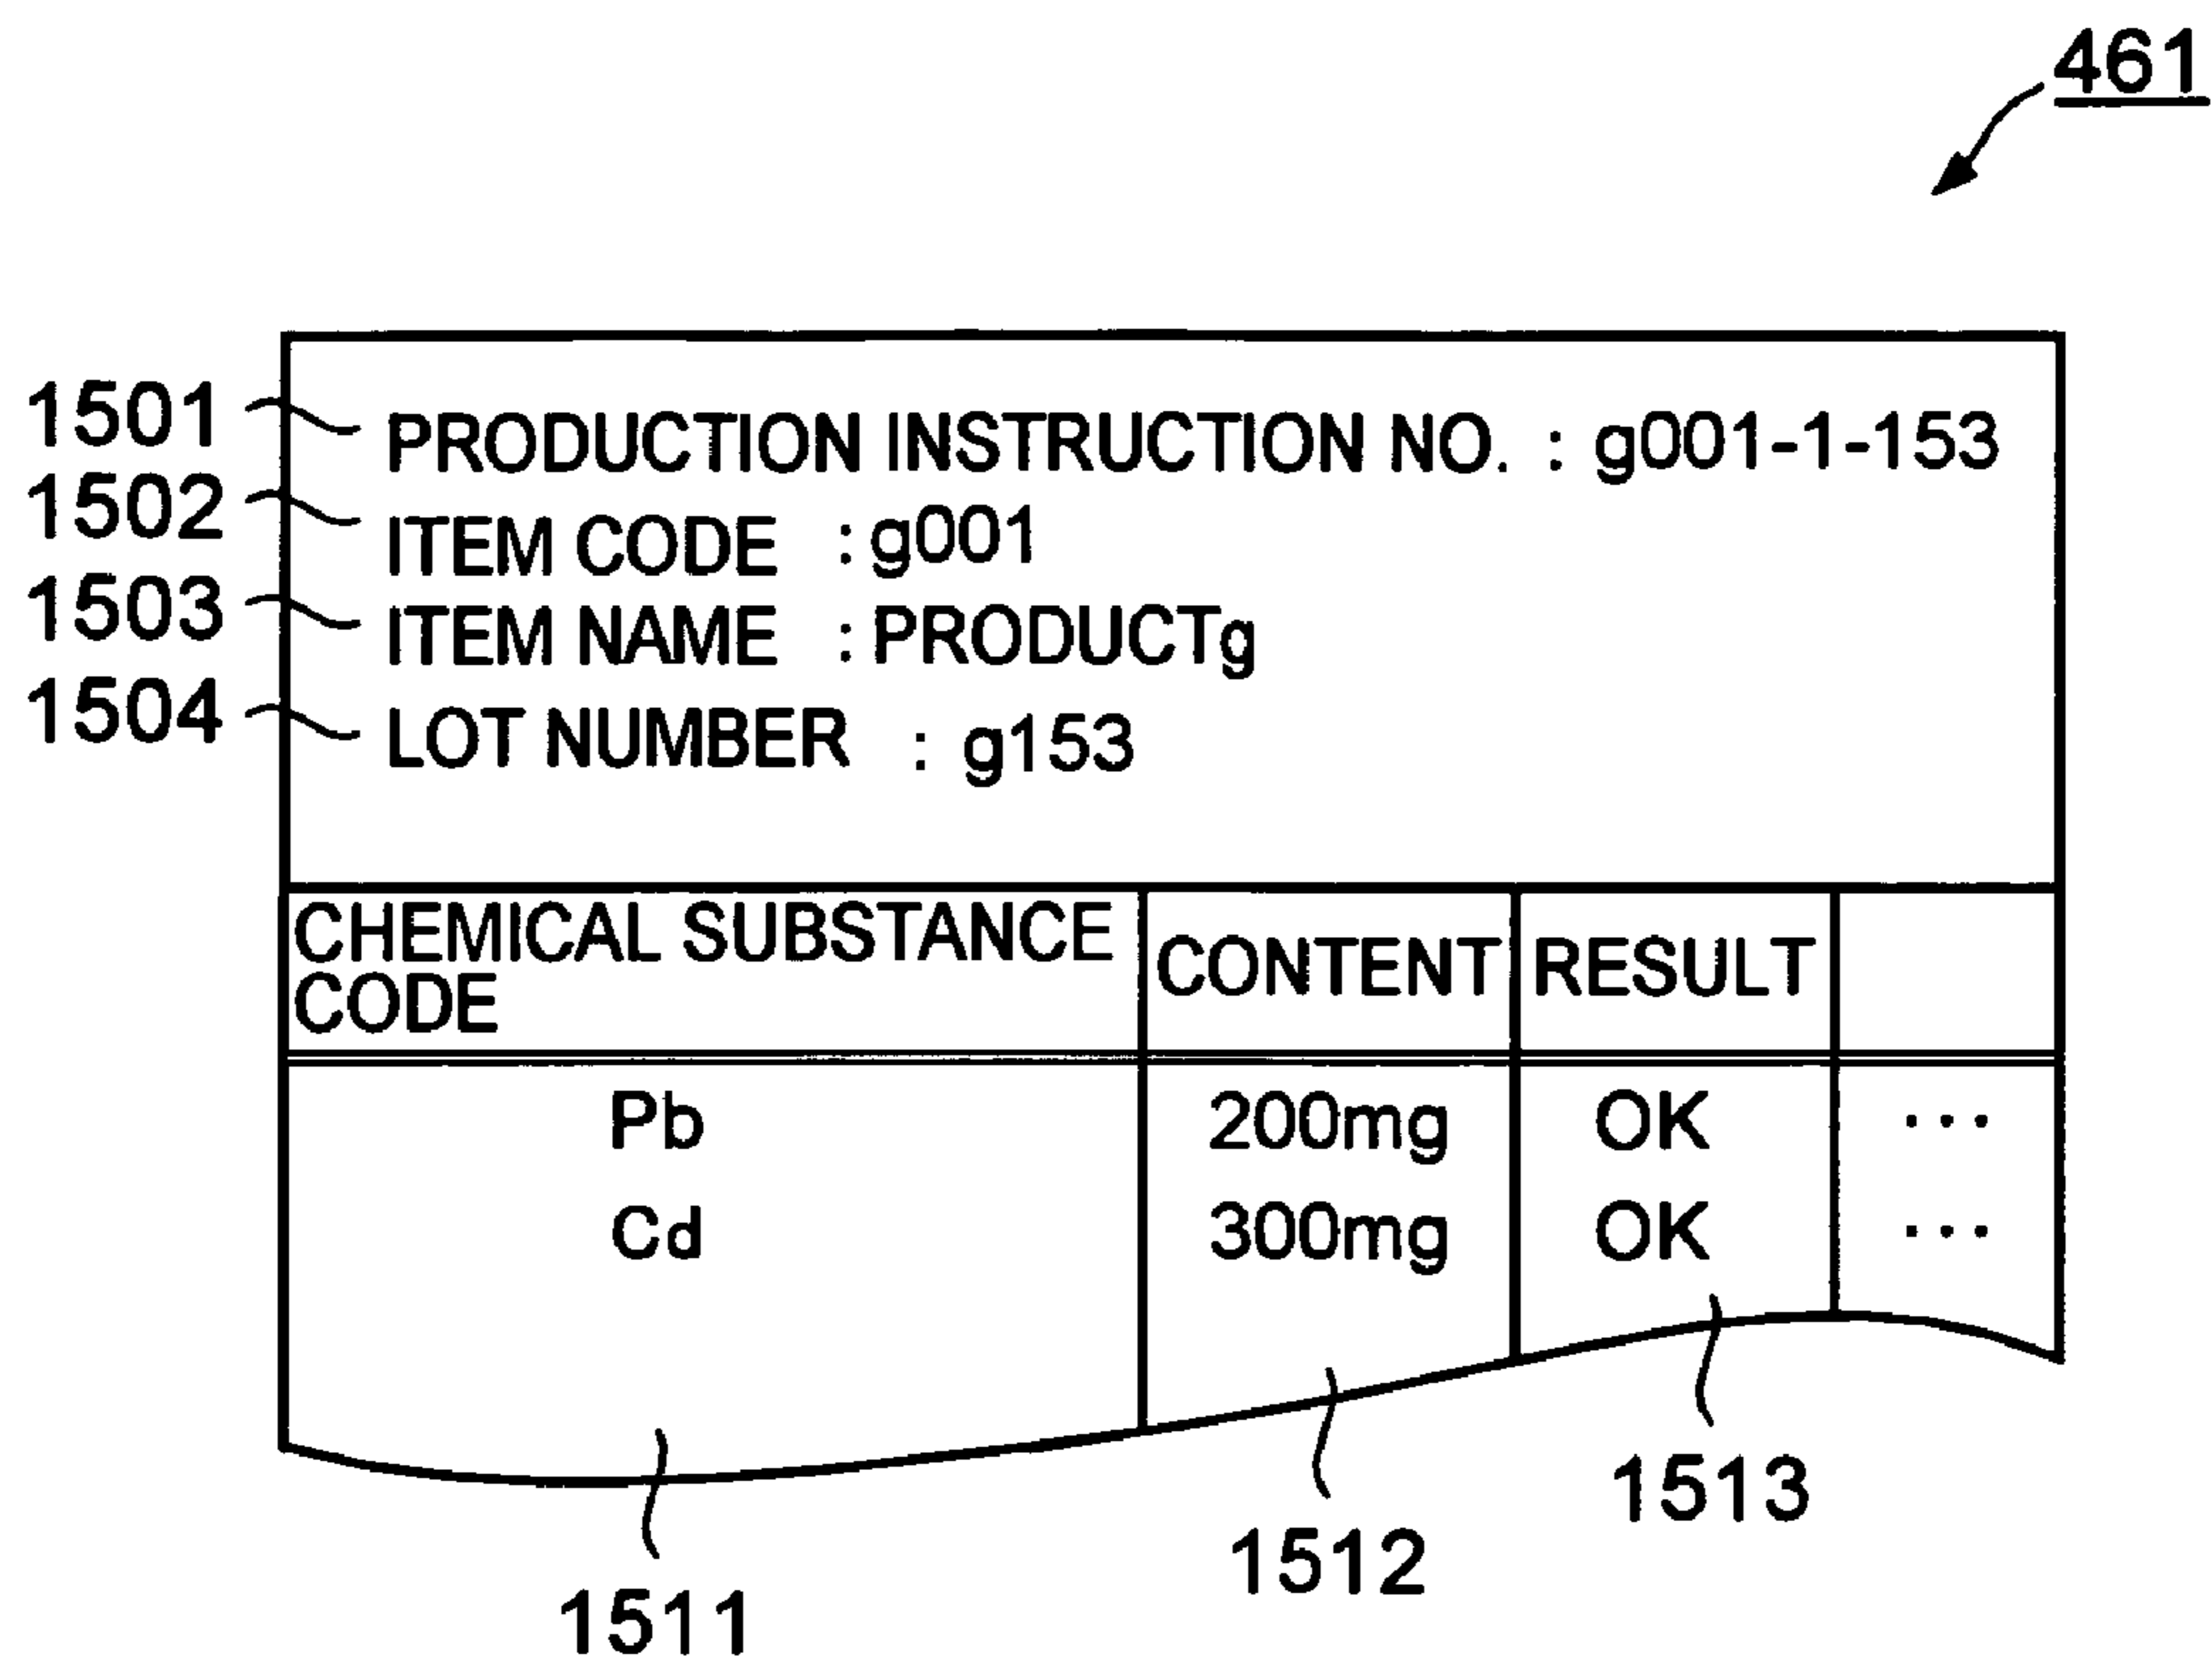 461
1501 PRODUCTION INSTRUCTION NO. : g001-1-153
1502 ITEM CODE : g001
1503 ITEM NAME : PRODUCTg
1504 LOT NUMBER : g153
CHEMICAL SUBSTANCE CODE CONTENT RESULT
Pb 200mg OK ...
Cd 300mg OK ...
1511 1512 1513